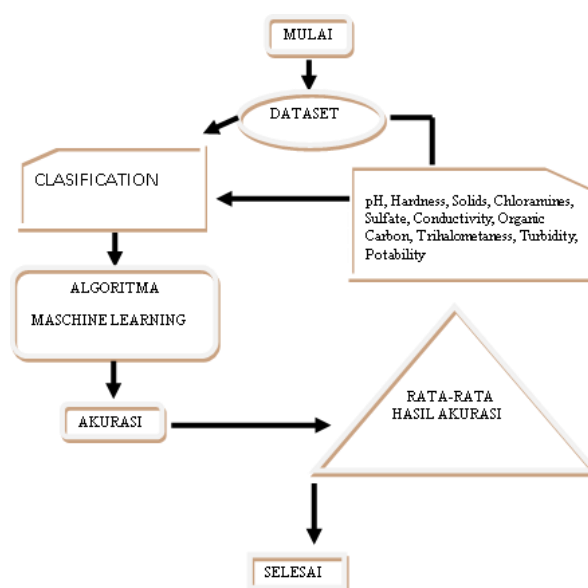 MULAI
DATASET
CLASIFICATION
pH, Hardness, Solids, Chloramines,
Sulfate, Conductivity, Organic
Carbon, Trihalometaness, Turbidity,
Potability
ALGORITMA
MASCHINE LEARNING
AKURASI
RATA-RATA
HASIL AKURASI
SELESAI